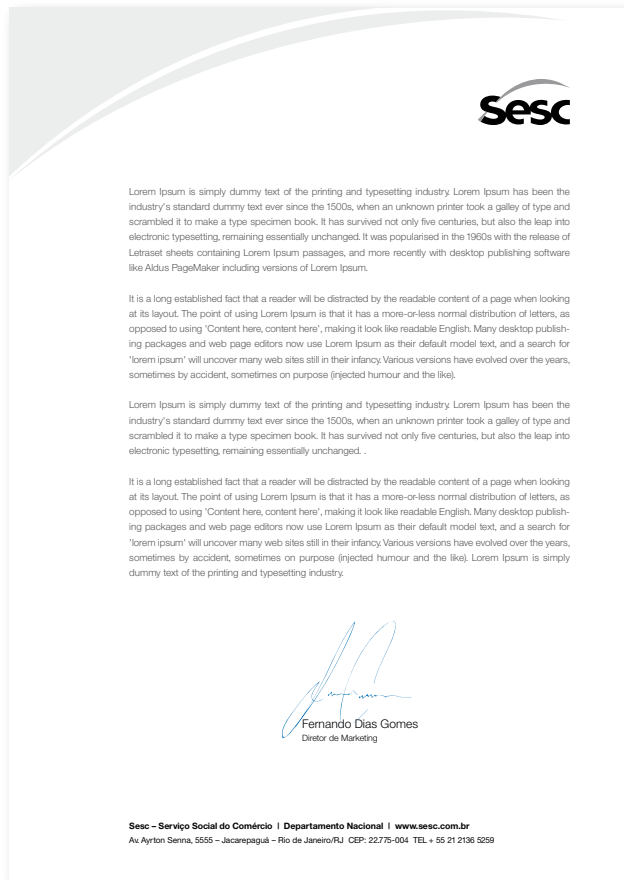 Sesc
Lorem Ipsum is simply dummy text of the printing and typesetting industry. Lorem Ipsum has been the
industry's standard dummy text ever since the 1500s, when an unknown printer took a galley of type and
scrambled it to make a type specimen book. It has survived not only five centuries, but also the leap into
electronic typesetting, remaining essentially unchanged. It was popularised in the 1960s with the release of
Letraset sheets containing Lorem Ipsum passages, and more recently with desktop publishing software
like Aldus PageMaker including versions of Lorem Ipsum.
It is a long established fact that a reader will be distracted by the readable content of a page when looking
at its layout. The point of using Lorem Ipsum is that it has a more-or-less normal distribution of letters, as
opposed to using 'Content here, content here', making it look like readable English. Many desktop publish-
ing packages and web page editors now use Lorem Ipsum as their default model text, and a search for
'lorem ipsum' will uncover many web sites still in their infancy. Various versions have evolved over the years,
sometimes by accident, sometimes on purpose (injected humour and the like).
Lorem Ipsum is simply dummy text of the printing and typesetting industry. Lorem Ipsum has been the
industry's standard dummy text ever since the 1500s, when an unknown printer took a galley of type and
scrambled it to make a type specimen book. It has survived not only five centuries, but also the leap into
electronic typesetting, remaining essentially unchanged. .
It is a long established fact that a reader will be distracted by the readable content of a page when looking
at its layout. The point of using Lorem Ipsum is that it has a more-or-less normal distribution of letters, as
opposed to using 'Content here, content here', making it look like readable English. Many desktop publish-
ing packages and web page editors now use Lorem Ipsum as their default model text, and a search for
'lorem ipsum' will uncover many web sites still in their infancy. Various versions have evolved over the years,
sometimes by accident, sometimes on purpose (injected humour and the like). Lorem Ipsum is simply
dummy text of the printing and typesetting industry.
Fernando Dias Gomes
Diretor de Marketing
Sesc – Serviço Social do Comércio | Departamento Nacional | www.sesc.com.br
Av. Ayrton Senna, 5555 – Jacarepaguá – Rio de Janeiro/RJ CEP: 22.775-004 TEL + 55 21 2136 5259